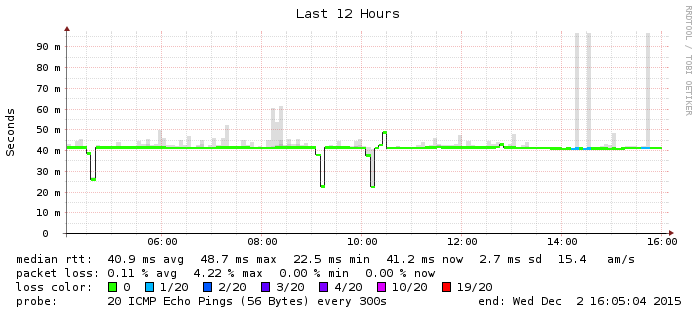 Last 12 Hours
RRDTOOL / TOBI OETIKER
Seconds
90 m
80 m
70 m
60 m
50 m
40 m
30 m
20 m
10 m
0 m
06:00 08:00 10:00 12:00 14:00 16:00
median rtt: 40.9 ms avg 48.7 ms max 22.5 ms min 41.2 ms now 2.7 ms sd 15.4 am/s
packet loss: 0.11 % avg 4.22 % max 0.00 % min 0.00 % now
loss color: 0 1/20 2/20 3/20 4/20 10/20 19/20
probe: 20 ICMP Echo Pings (56 Bytes) every 300s end: Wed Dec 2 16:05:04 2015